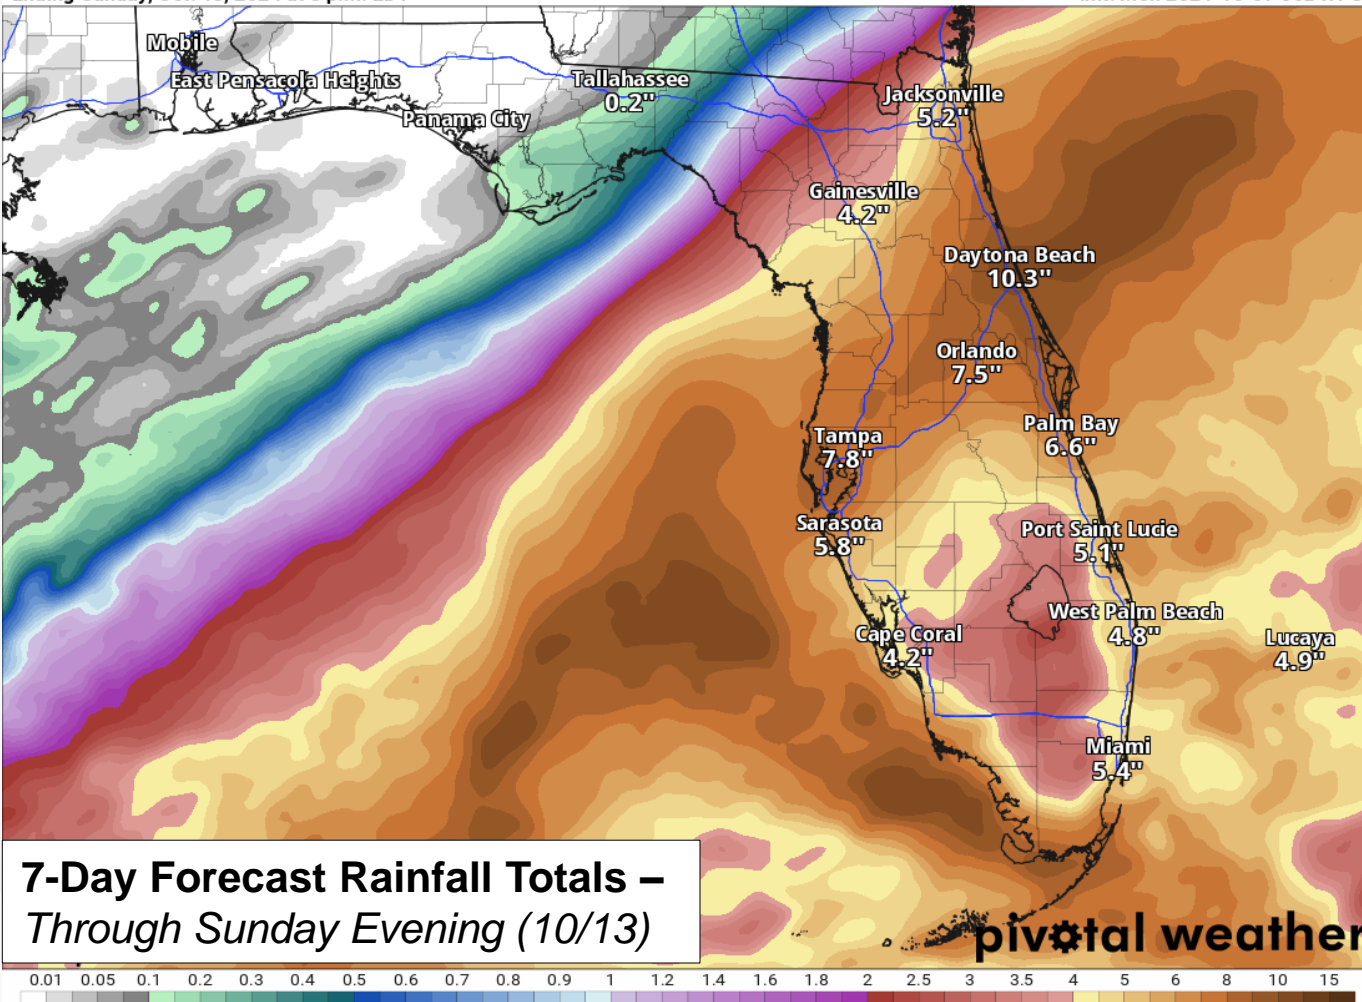 Mobile
East Pensacola Heights
Tallahassee
0.2"
Panama City
Jacksonville
5.2"
Gainesville
4.2"
Daytona Beach
10.3"
Orlando
7.5"
Palm Bay
6.6"
Tampa
7.8"
Sarasota
5.8"
Port Saint Lucie
5.1"
West Palm Beach
4.8"
Cape Coral
4.2"
Lucaya
4.9"
Miami
5.4"
7-Day Forecast Rainfall Totals –
Through Sunday Evening (10/13)
pivotal weather
0.01 0.05 0.1 0.2 0.3 0.4 0.5 0.6 0.7 0.8 0.9 1 1.2 1.4 1.6 1.8 2 2.5 3 3.5 4 5 6 8 10 15